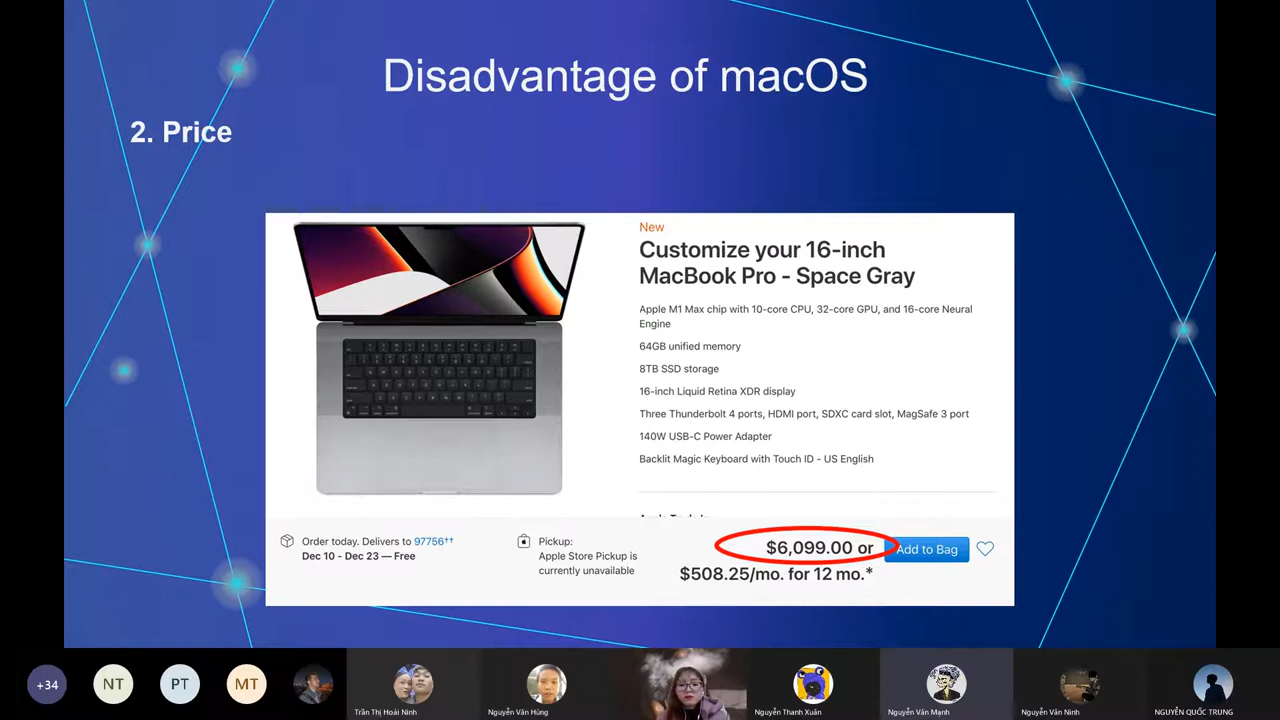 Disadvantage of macOS
2. Price
New
Customize your 16-inch
MacBook Pro - Space Gray
Apple M1 Max chip with 10-core CPU, 32-core GPU, and 16-core Neural
Engine
64GB unified memory
8TB SSD storage
16-inch Liquid Retina XDR display
Three Thunderbolt 4 ports, HDMI port, SDXC card slot, MagSafe 3 port
140W USB-C Power Adapter
Backlit Magic Keyboard with Touch ID - US English
Order today. Delivers to 97756††
Dec 10 - Dec 23 — Free
Pickup:
Apple Store Pickup is
currently unavailable
$6,099.00 or
$508.25/mo. for 12 mo.*
Add to Bag
+34
NT
PT
MT
Trần Thị Hoài Ninh
Nguyễn Văn Hùng
Nguyễn Thanh Xuân
Nguyễn Văn Mạnh
Nguyễn Văn Ninh
NGUYỄN QUỐC TRUNG